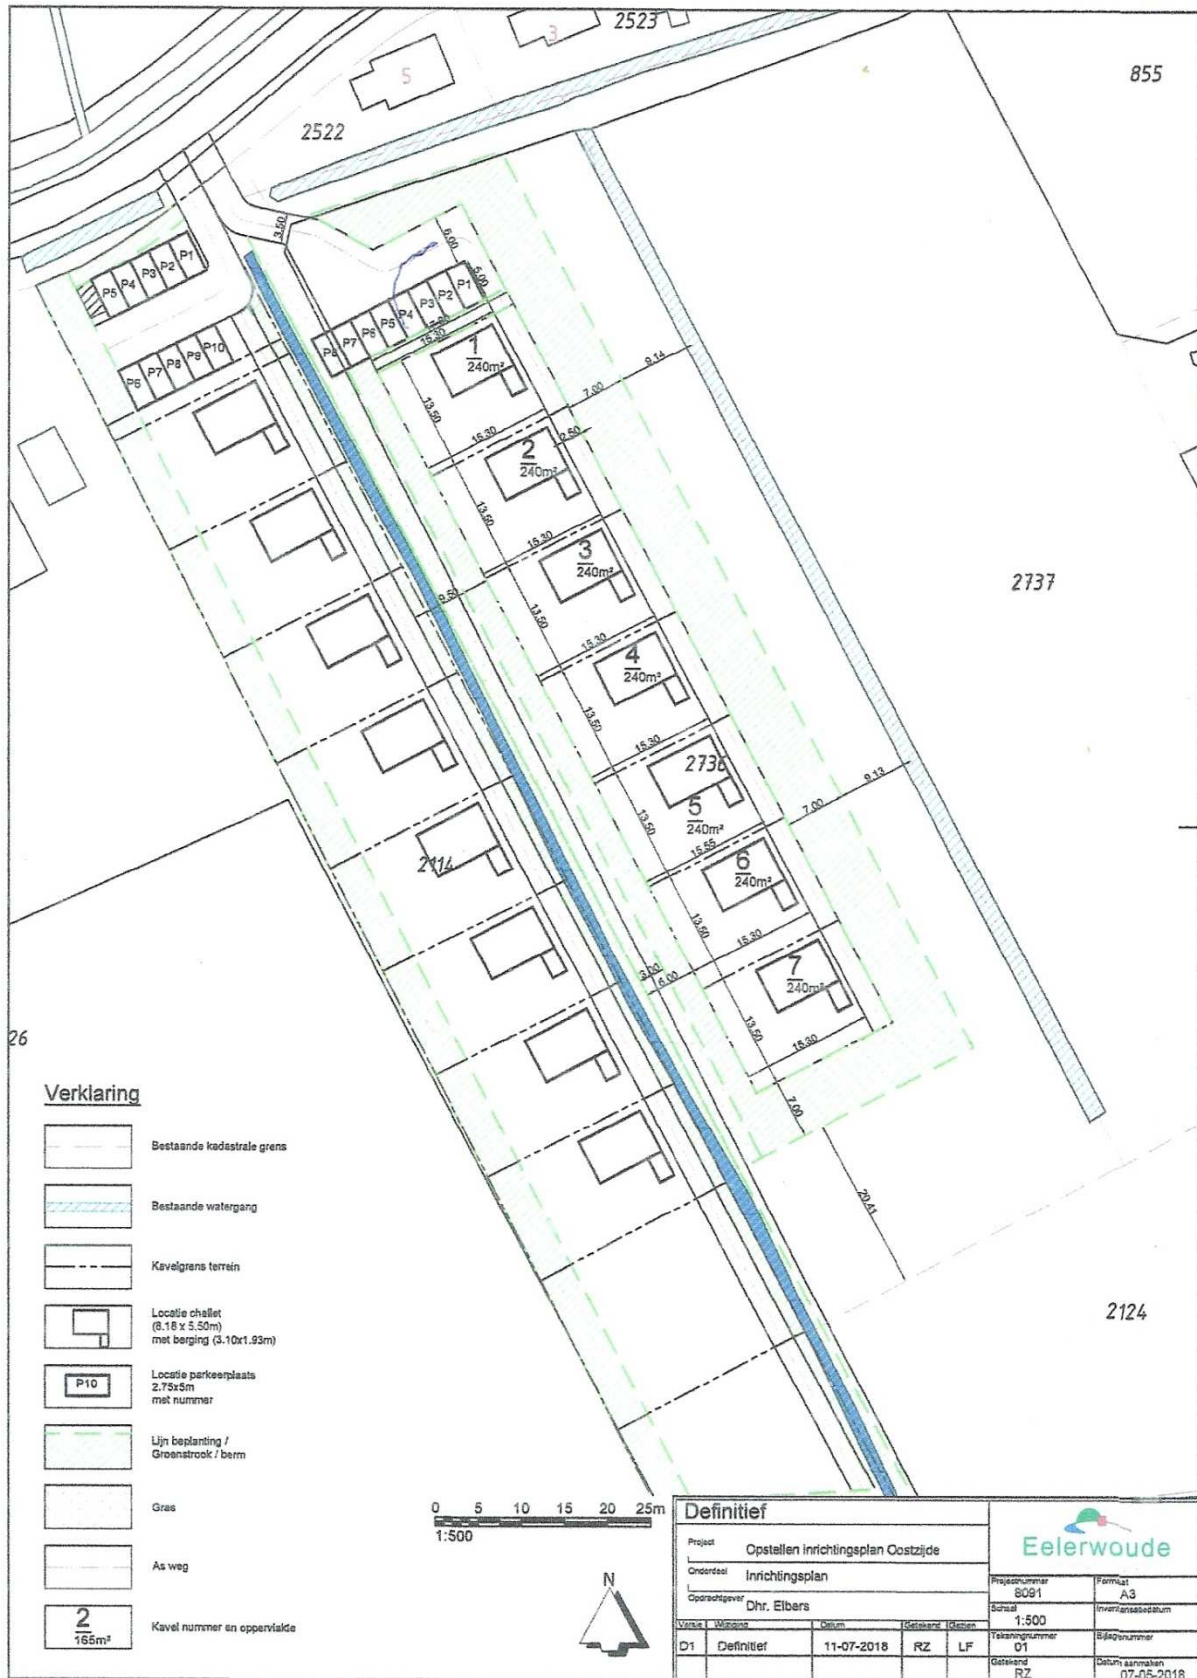 2523
3
855
5
2522
3.50
6.00
5.00
P5 P4 P3 P2 P1
P8 P7 P6 P5 P4 P3 P2 P1
P6 P7 P8 P9 P10
15.30
1
240m²
9.14
7.00
13.50
15.30
2.50
2
240m²
13.50
15.30
3
240m²
2737
9.50
13.50
15.30
4
240m²
13.50
15.30
2736
9.13
7.00
5
240m²
13.50
15.55
2114
6
240m²
13.50
15.30
3.00
6.00
7
240m²
13.50
15.30
26
7.00
20.41
2124
Verklaring
Bestaande kadastrale grens
Bestaande watergang
Kavelgrens terrein
Locatie challet
(8.18 x 5.50m)
met berging (3.10x1.93m)
P10
Locatie parkeerplaats
2.75x5m
met nummer
Lijn beplanting /
Groenstrook / berm
Gras
As weg
2
165m²
Kavel nummer en oppervlakte
0 5 10 15 20 25m
1:500
N
Definitief
Project Opstellen inrichtingsplan Oostzijde
Onderdeel Inrichtingsplan
Opdrachtgever Dhr. Elbers
Versie Wijziging Datum Getekend Gezien
D1 Definitief 11-07-2018 RZ LF
Eelerwoude
Projectnummer Formaat
8091 A3
Schaal
1:500
Tekeningnummer Bijlagenummer
01
Getekend Datum aanmaken
RZ 07-05-2018